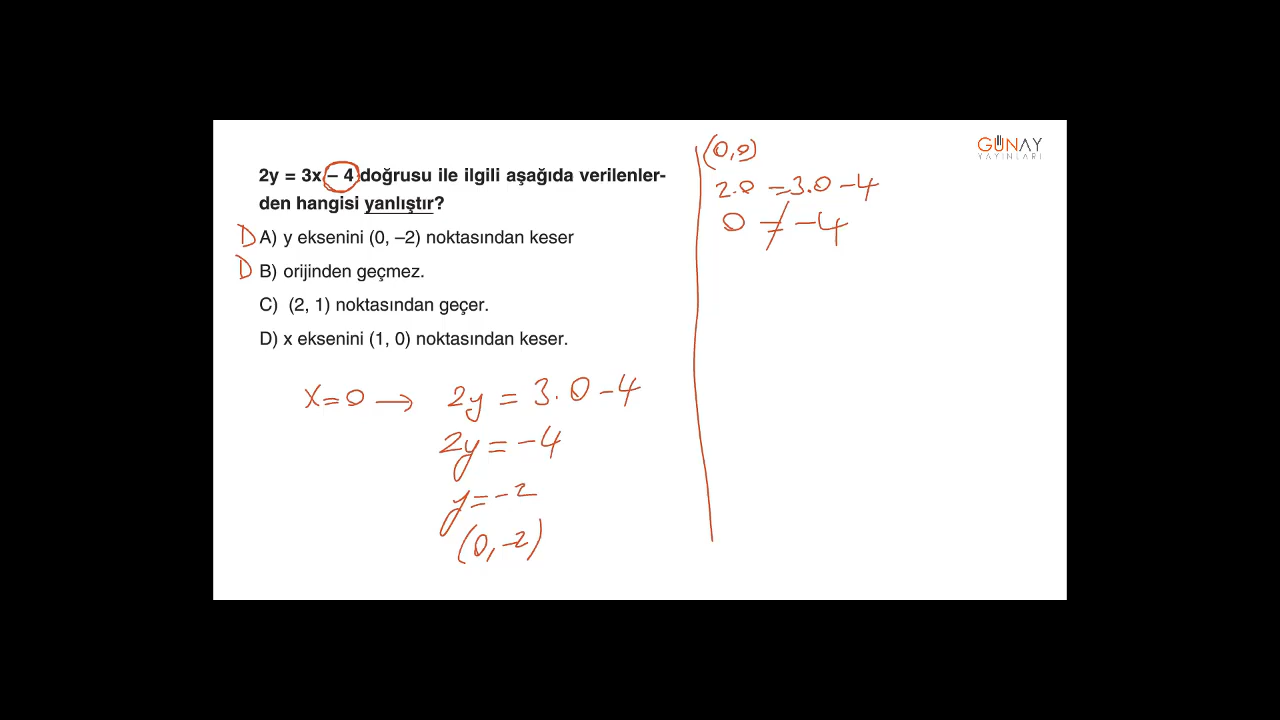 2y = 3x – 4 doğrusu ile ilgili aşağıda verilenler-
den hangisi yanlıştır?
D A) y eksenini (0, –2) noktasından keser
D B) orijinden geçmez.
C) (2, 1) noktasından geçer.
D) x eksenini (1, 0) noktasından keser.
x=0 → 2y = 3.0-4
2y = -4
y = -2
(0,-2)
(0,0)
2.0 = 3.0-4
0 ≠ -4
GÜNAY
YAYINLARI